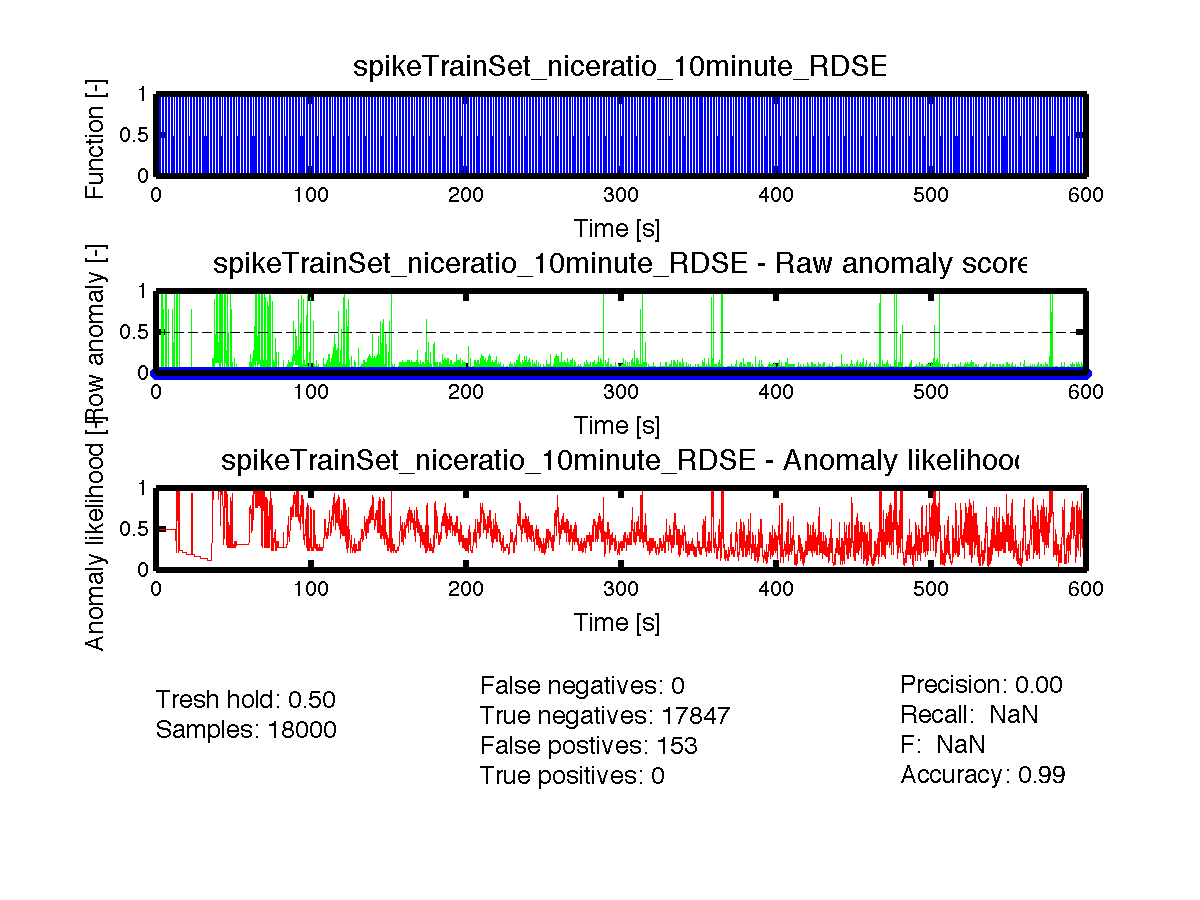 spikeTrainSet_niceratio_10minute_RDSE
Function [-]
1
0.5
0
0 100 200 300 400 500 600
Time [s]
spikeTrainSet_niceratio_10minute_RDSE - Raw anomaly score
Row anomaly [-]
1
0.5
0
0 100 200 300 400 500 600
Time [s]
spikeTrainSet_niceratio_10minute_RDSE - Anomaly likelihood
Anomaly likelihood [-]
1
0.5
0
0 100 200 300 400 500 600
Time [s]
Tresh hold: 0.50
Samples: 18000
False negatives: 0
True negatives: 17847
False postives: 153
True positives: 0
Precision: 0.00
Recall: NaN
F: NaN
Accuracy: 0.99